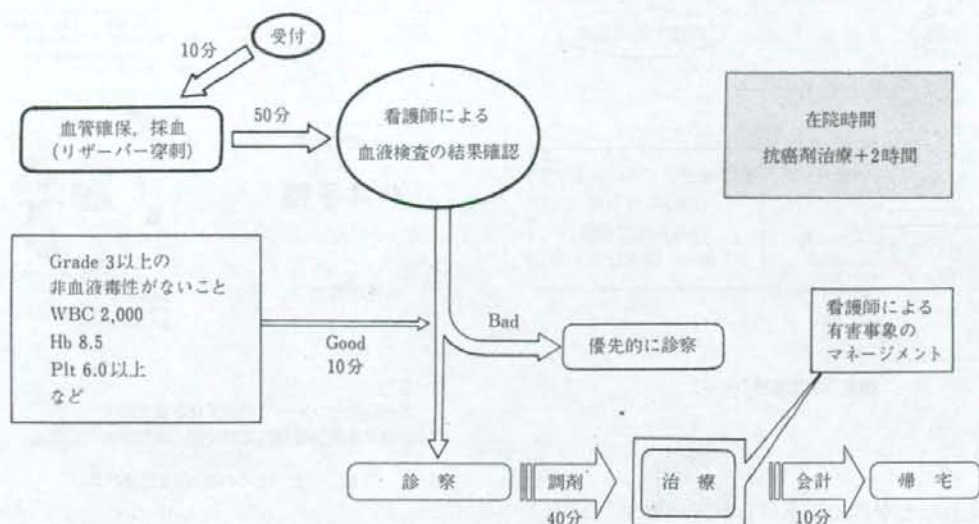 受付
10分
血管確保，採血
(リザーバー穿刺)
50分
看護師による
血液検査の結果確認
在院時間
抗癌剤治療＋2時間
Grade 3以上の
非血液毒性がないこと
WBC 2,000
Hb 8.5
Plt 6.0以上
など
Good
10分
Bad
優先的に診察
看護師による
有害事象の
マネージメント
診察
調剤
40分
治療
会計
10分
帰宅